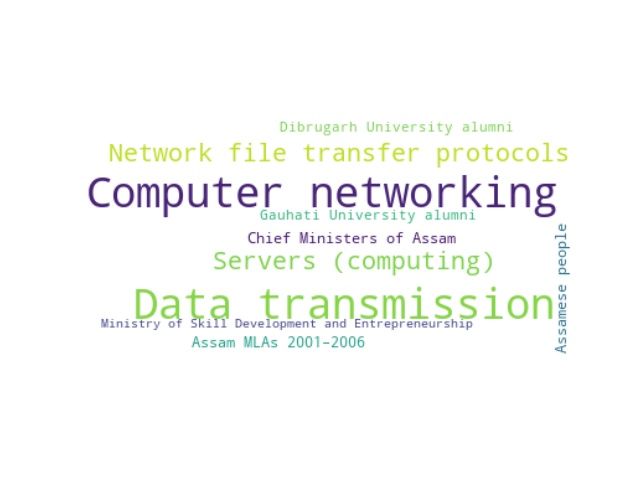 Dibrugarh University alumni
Network file transfer protocols
Computer networking
Gauhati University alumni
Chief Ministers of Assam
Servers (computing)
Data transmission
Ministry of Skill Development and Entrepreneurship
Assam MLAs 2001–2006
Assamese people